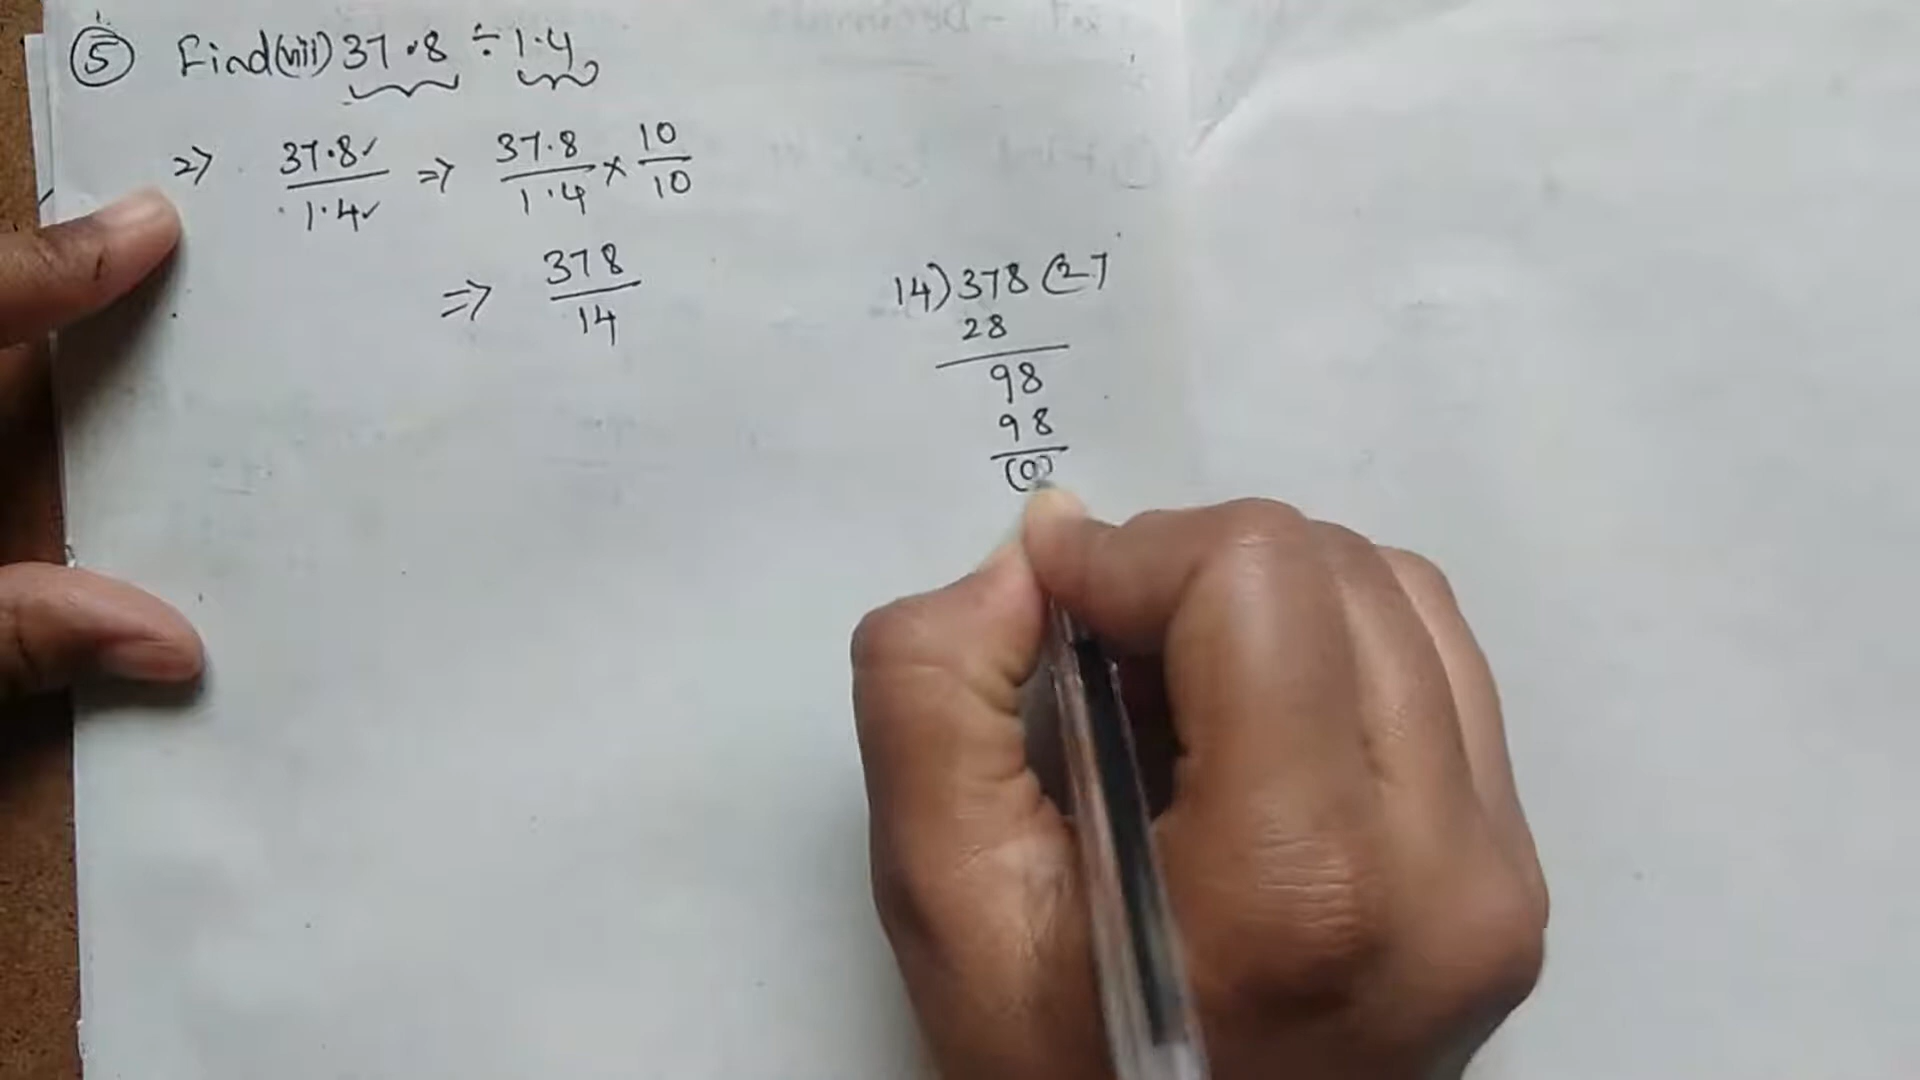 5 Find (vii) 37.8 ÷ 1.4
=> 37.8 / 1.4 => 37.8 / 1.4 × 10 / 10
=> 378 / 14
14) 378 (27
28
98
98
(0)